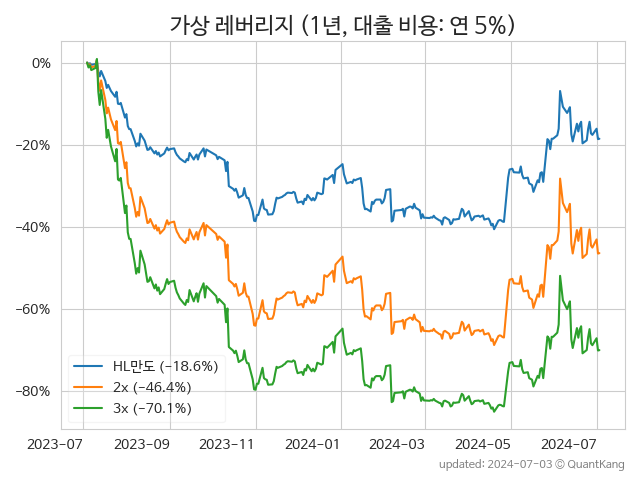 가상 레버리지 (1년, 대출 비용: 연 5%)
0%
−20%
−40%
−60%
−80%
HL만도 (−18.6%)
2x (−46.4%)
3x (−70.1%)
2023-07
2023-09
2023-11
2024-01
2024-03
2024-05
2024-07
updated: 2024-07-03 © QuantKang